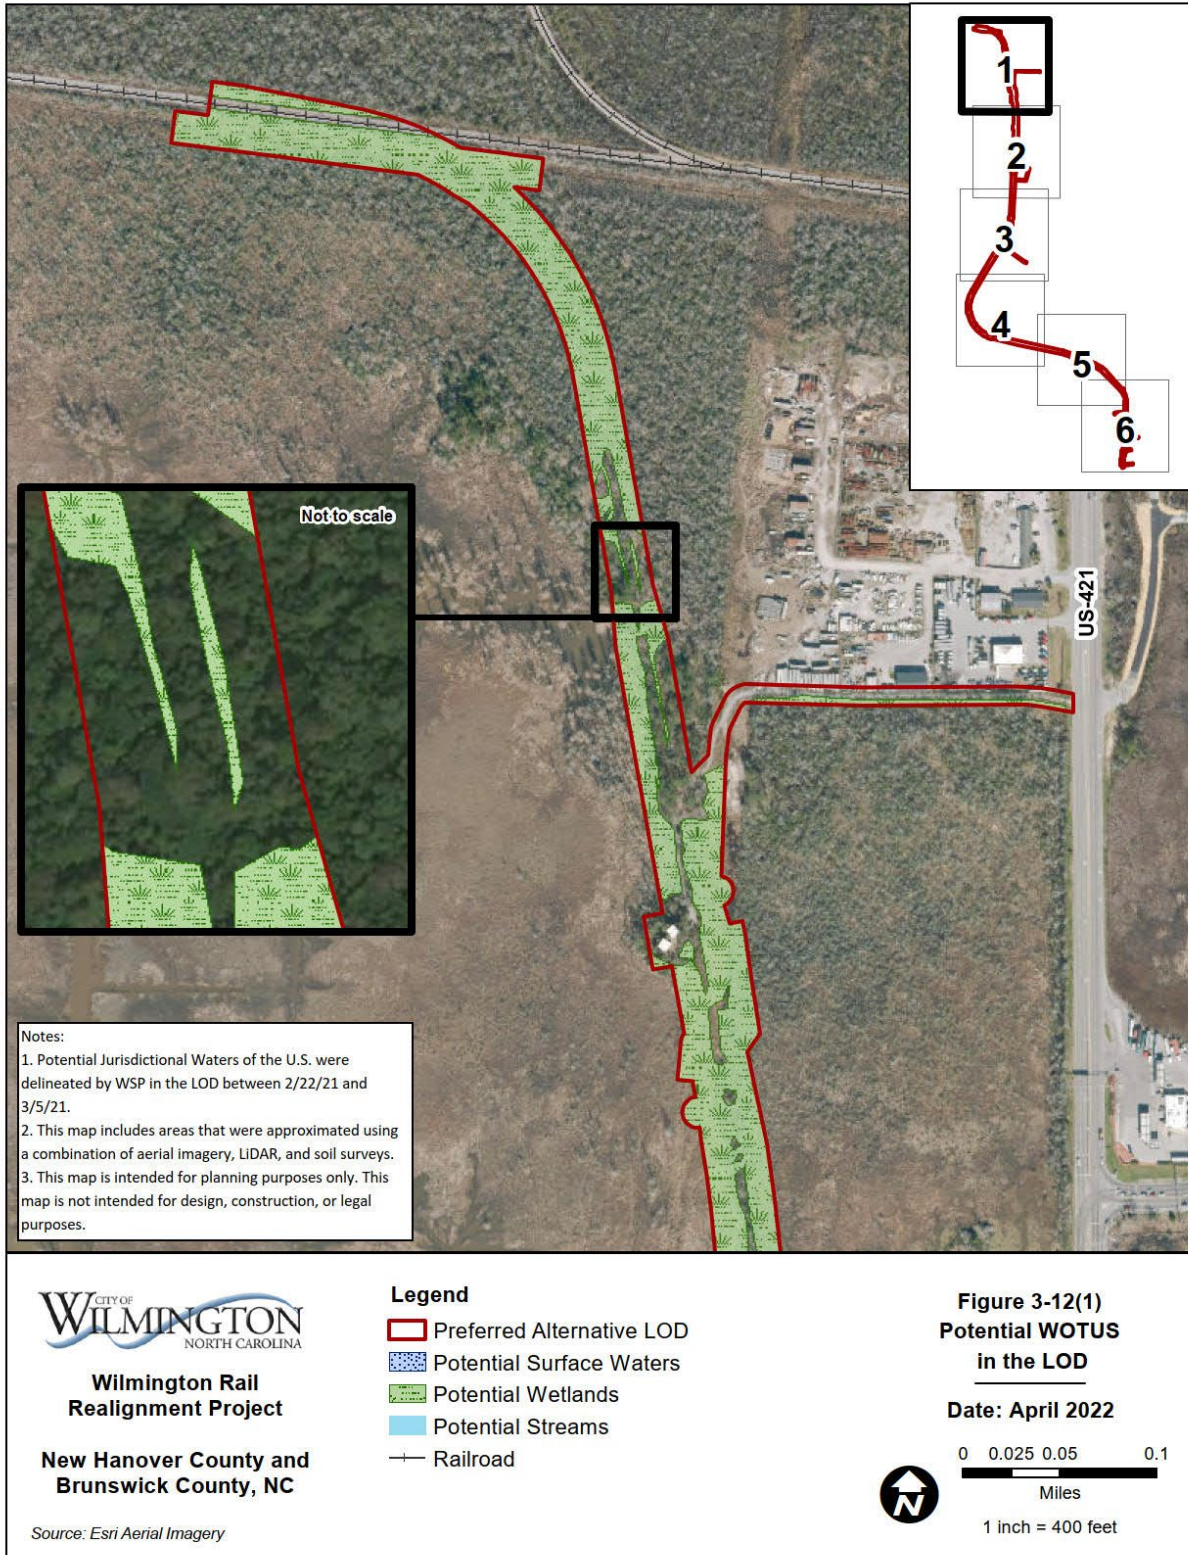 1
2
3
4
5
6
Not to scale
US-421
Notes:
1. Potential Jurisdictional Waters of the U.S. were
delineated by WSP in the LOD between 2/22/21 and
3/5/21.
2. This map includes areas that were approximated using
a combination of aerial imagery, LiDAR, and soil surveys.
3. This map is intended for planning purposes only. This
map is not intended for design, construction, or legal
purposes.
CITY OF
WILMINGTON
NORTH CAROLINA
Wilmington Rail
Realignment Project
New Hanover County and
Brunswick County, NC
Source: Esri Aerial Imagery
Legend
Preferred Alternative LOD
Potential Surface Waters
Potential Wetlands
Potential Streams
Railroad
Figure 3-12(1)
Potential WOTUS
in the LOD
Date: April 2022
N
0 0.025 0.05 0.1
Miles
1 inch = 400 feet